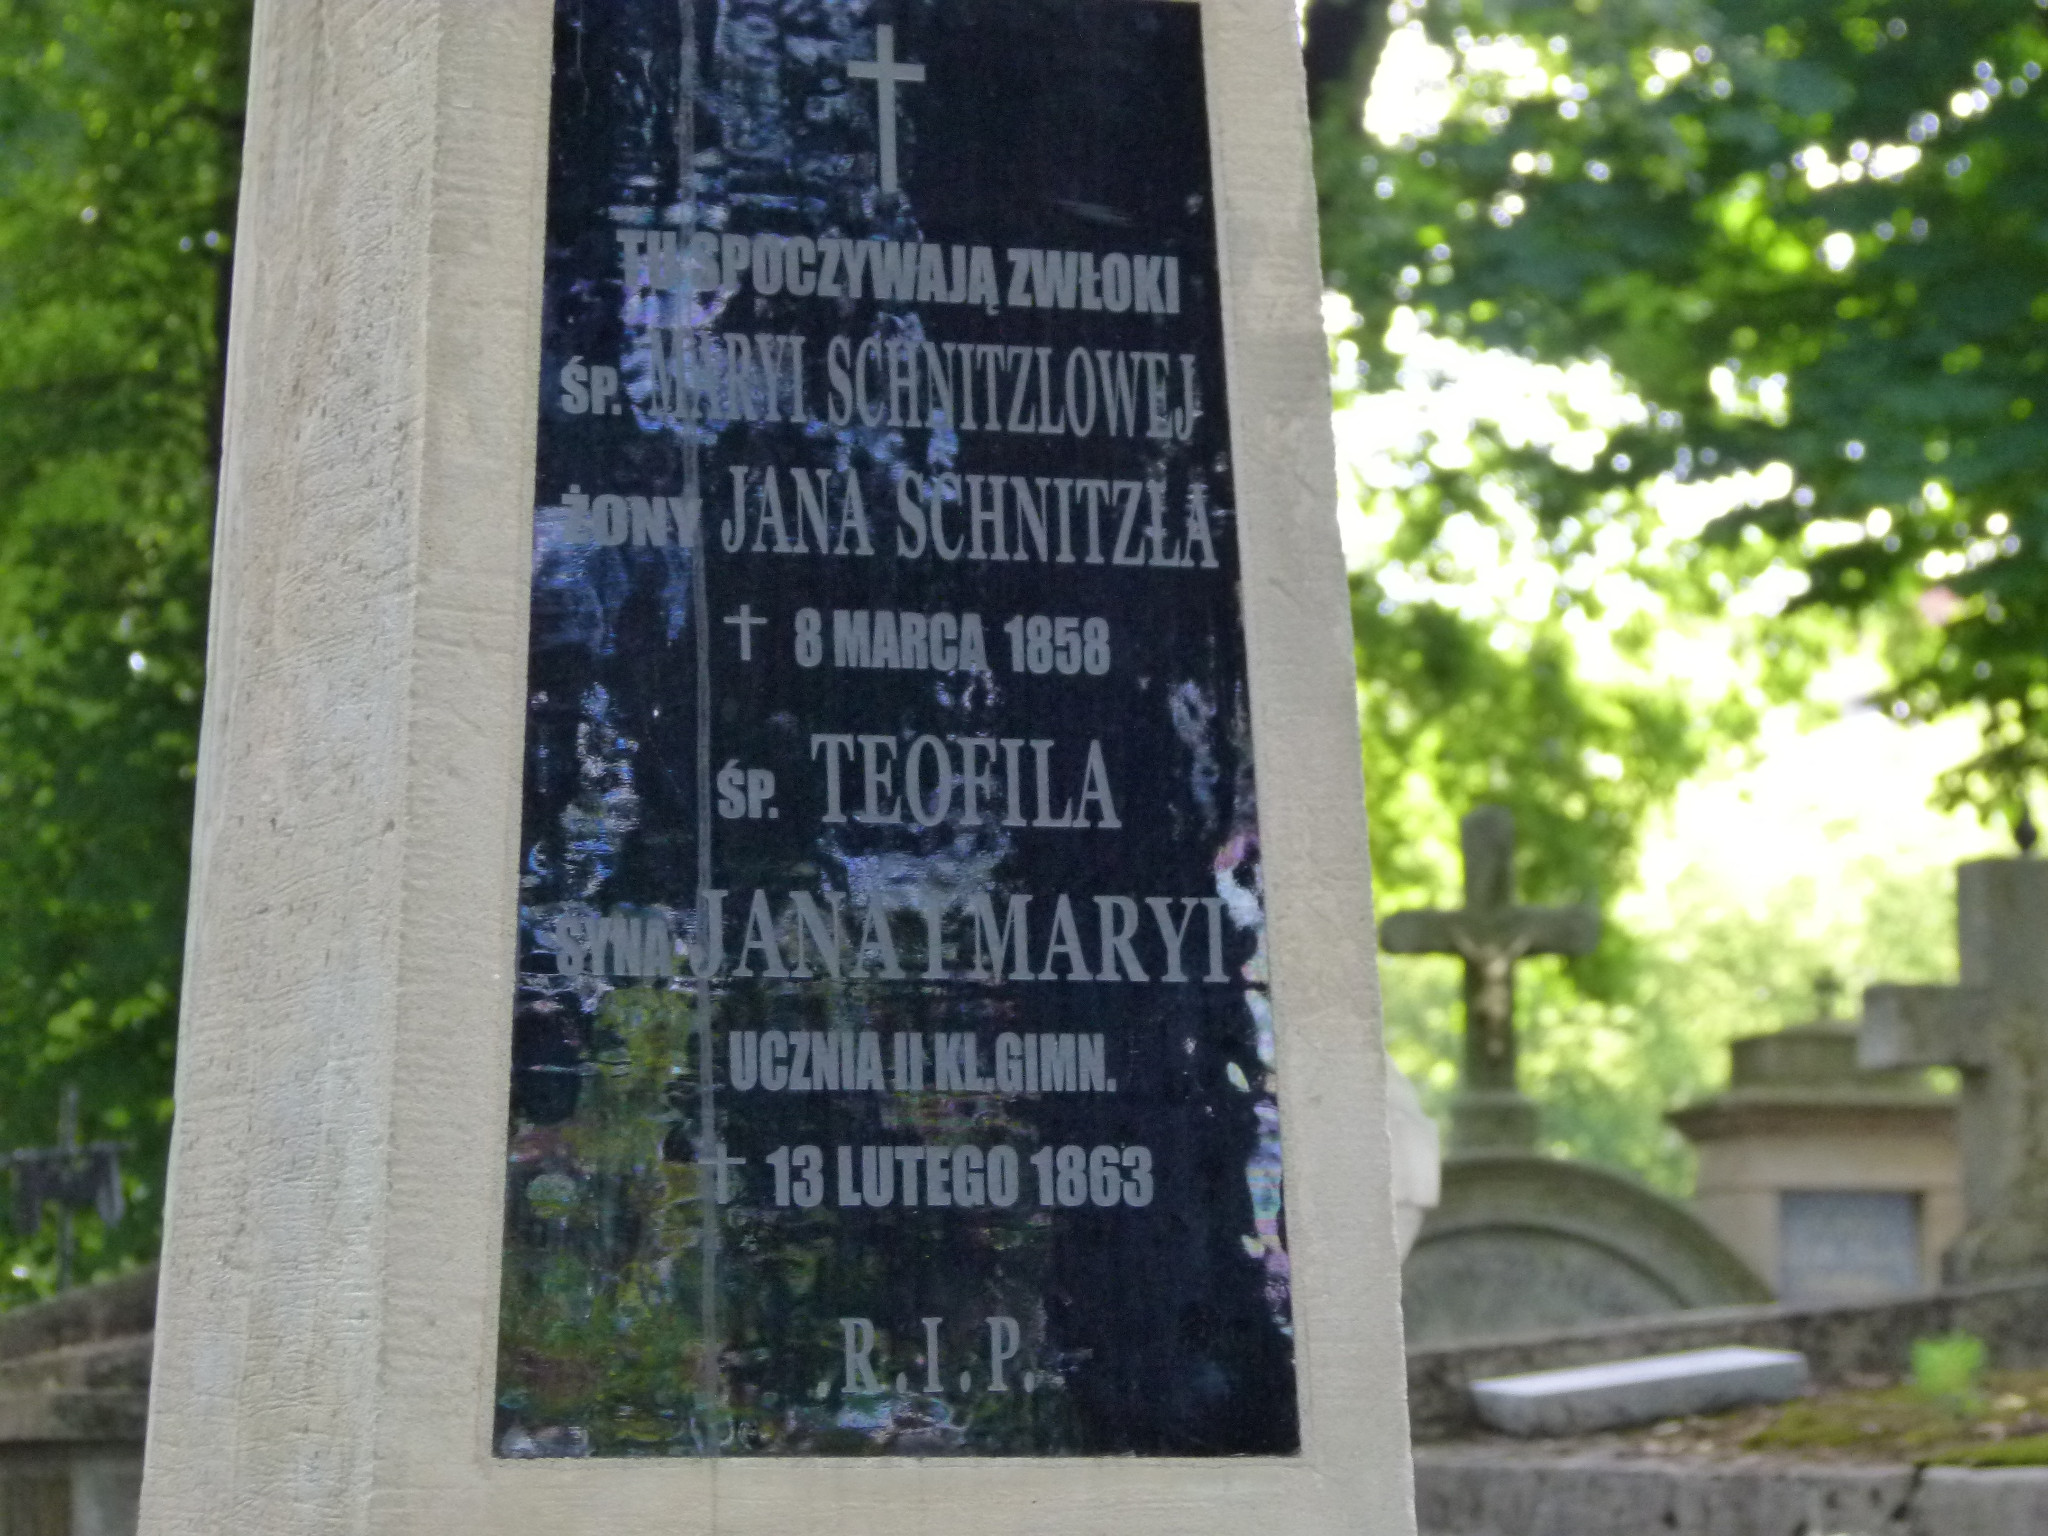 TU SPOCZYWAJĄ ZWŁOKI
ŚP. MARYI SCHNITZLOWEJ
ŻONY JANA SCHNITZLA
† 8 MARCA 1858
ŚP. TEOFILA
SYNA JANA I MARYI
UCZNIA II KL.GIMN.
† 13 LUTEGO 1863
R.I.P.